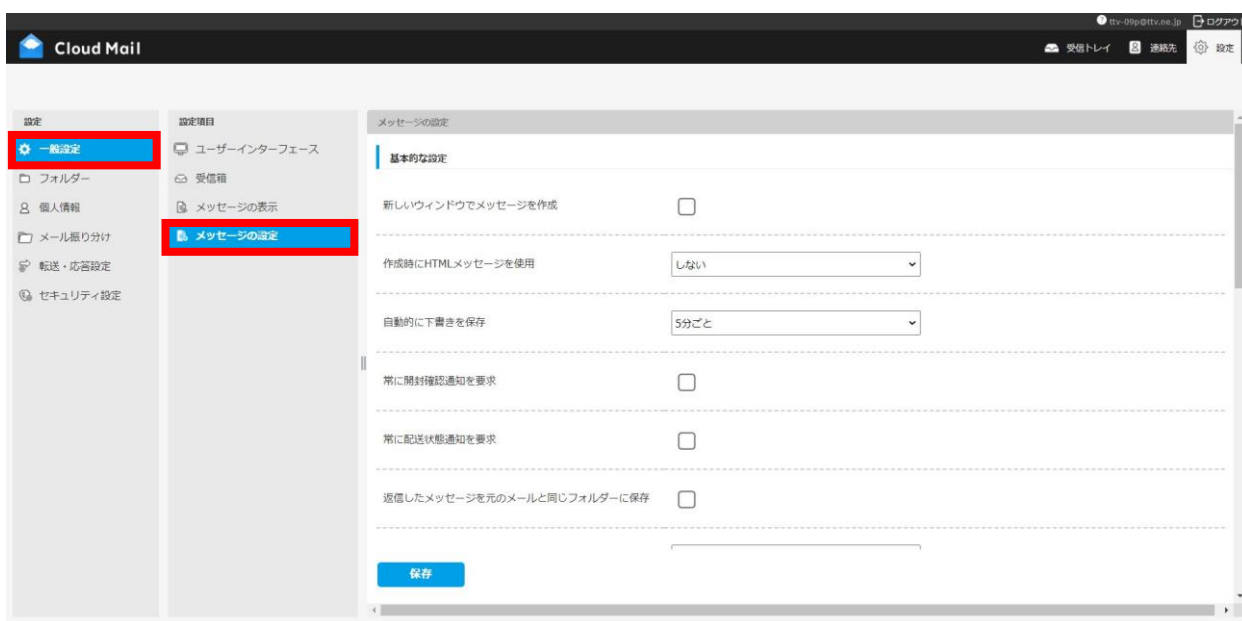 ttv-09p@ttv.ne.jp ログアウト
Cloud Mail
受信トレイ 連絡先 設定
設定
一般設定
フォルダー
個人情報
メール振り分け
転送・応答設定
セキュリティ設定
設定項目
ユーザーインターフェース
受信箱
メッセージの表示
メッセージの設定
メッセージの設定
基本的な設定
新しいウィンドウでメッセージを作成
作成時にHTMLメッセージを使用 しない
自動的に下書きを保存 5分ごと
常に開封確認通知を要求
常に配送状態通知を要求
返信したメッセージを元のメールと同じフォルダーに保存
保存